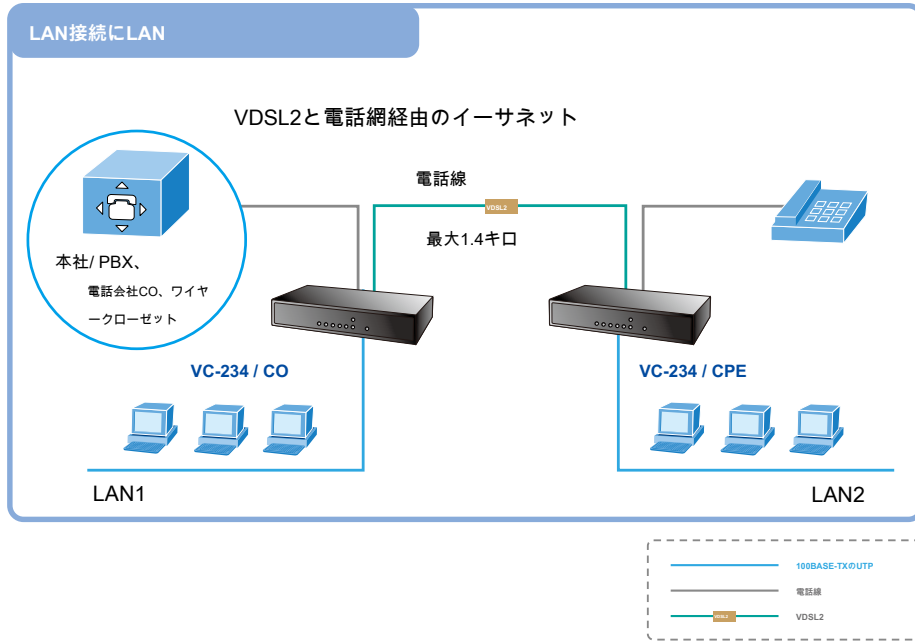 LAN接続にLAN
VDSL2と電話網経由のイーサネット
電話線
VDSL2
最大1.4キロ
本社/ PBX、
電話会社CO、ワイヤ
ークローゼット
VC-234 / CO
VC-234 / CPE
LAN1
LAN2
100BASE-TXのUTP
電話線
VDSL2
VDSL2